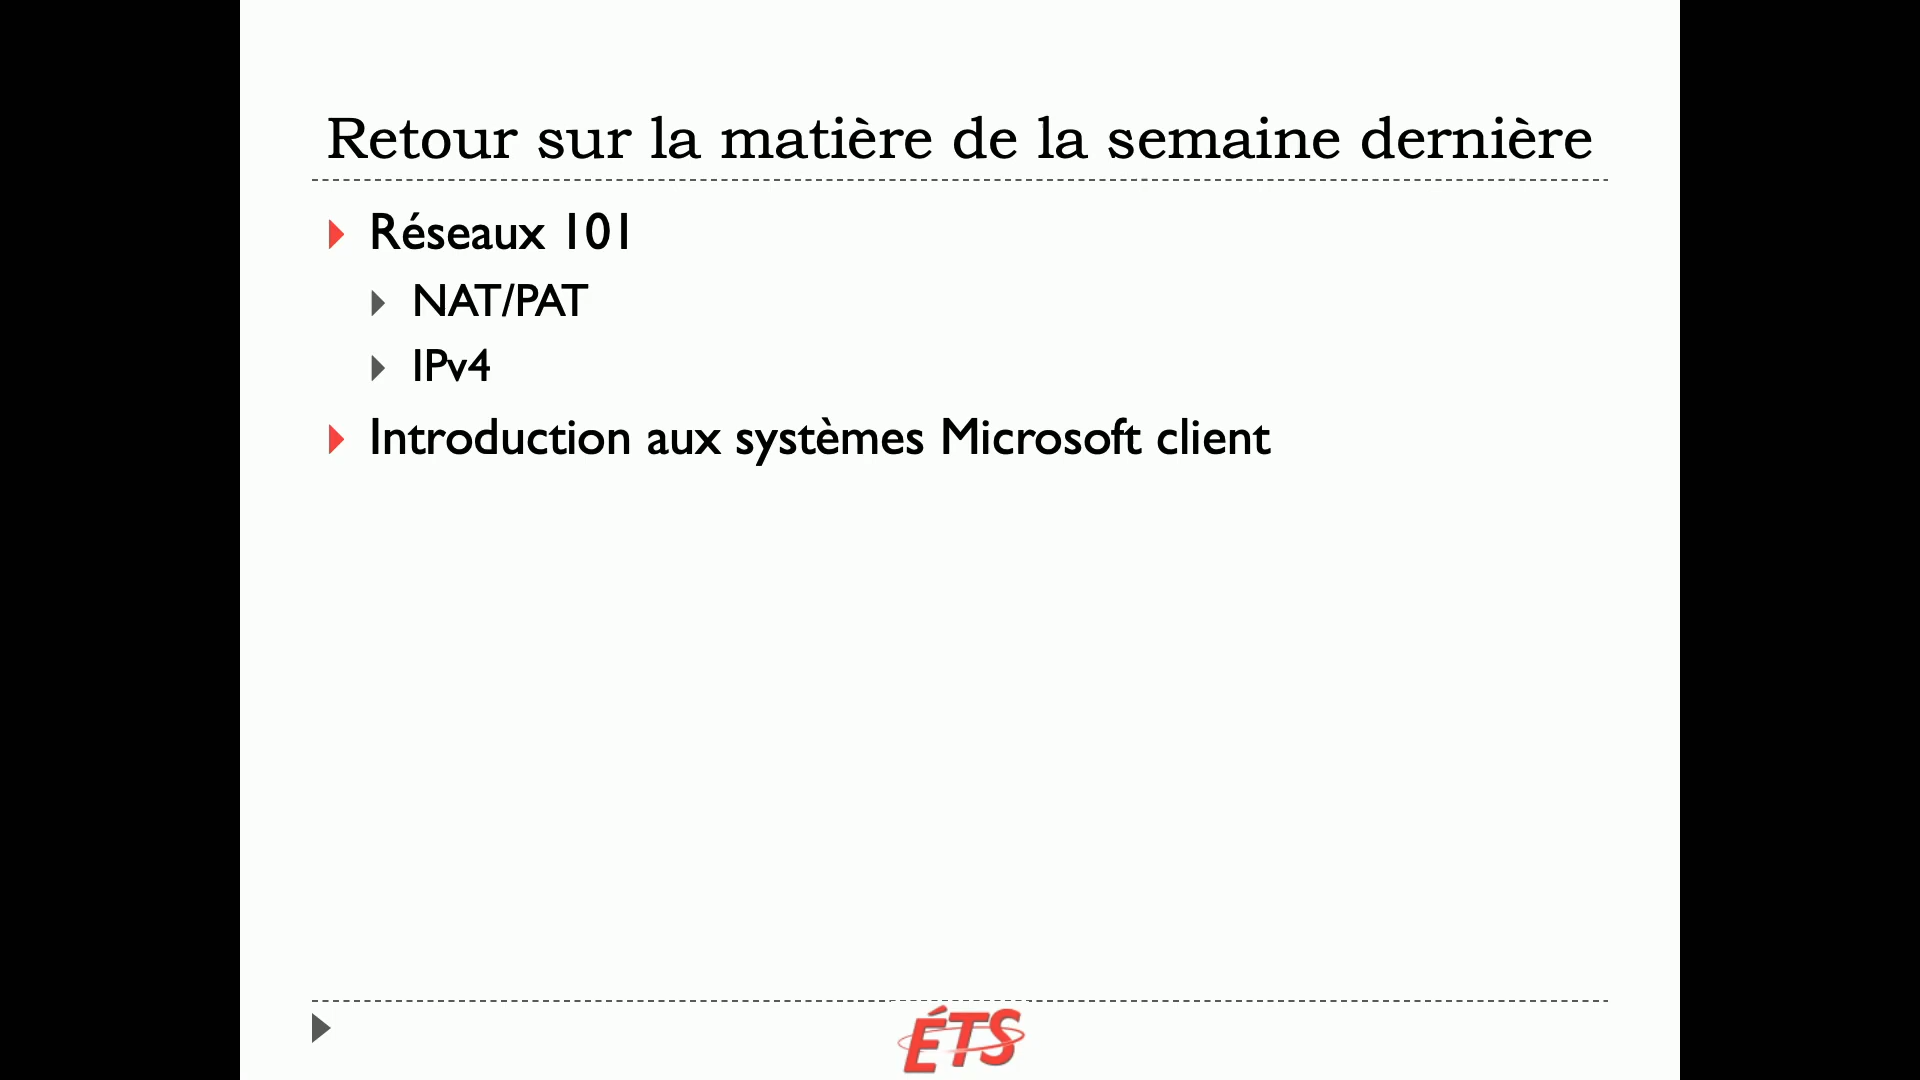 Retour sur la matière de la semaine dernière
Réseaux 101
NAT/PAT
IPv4
Introduction aux systèmes Microsoft client
ÉTS